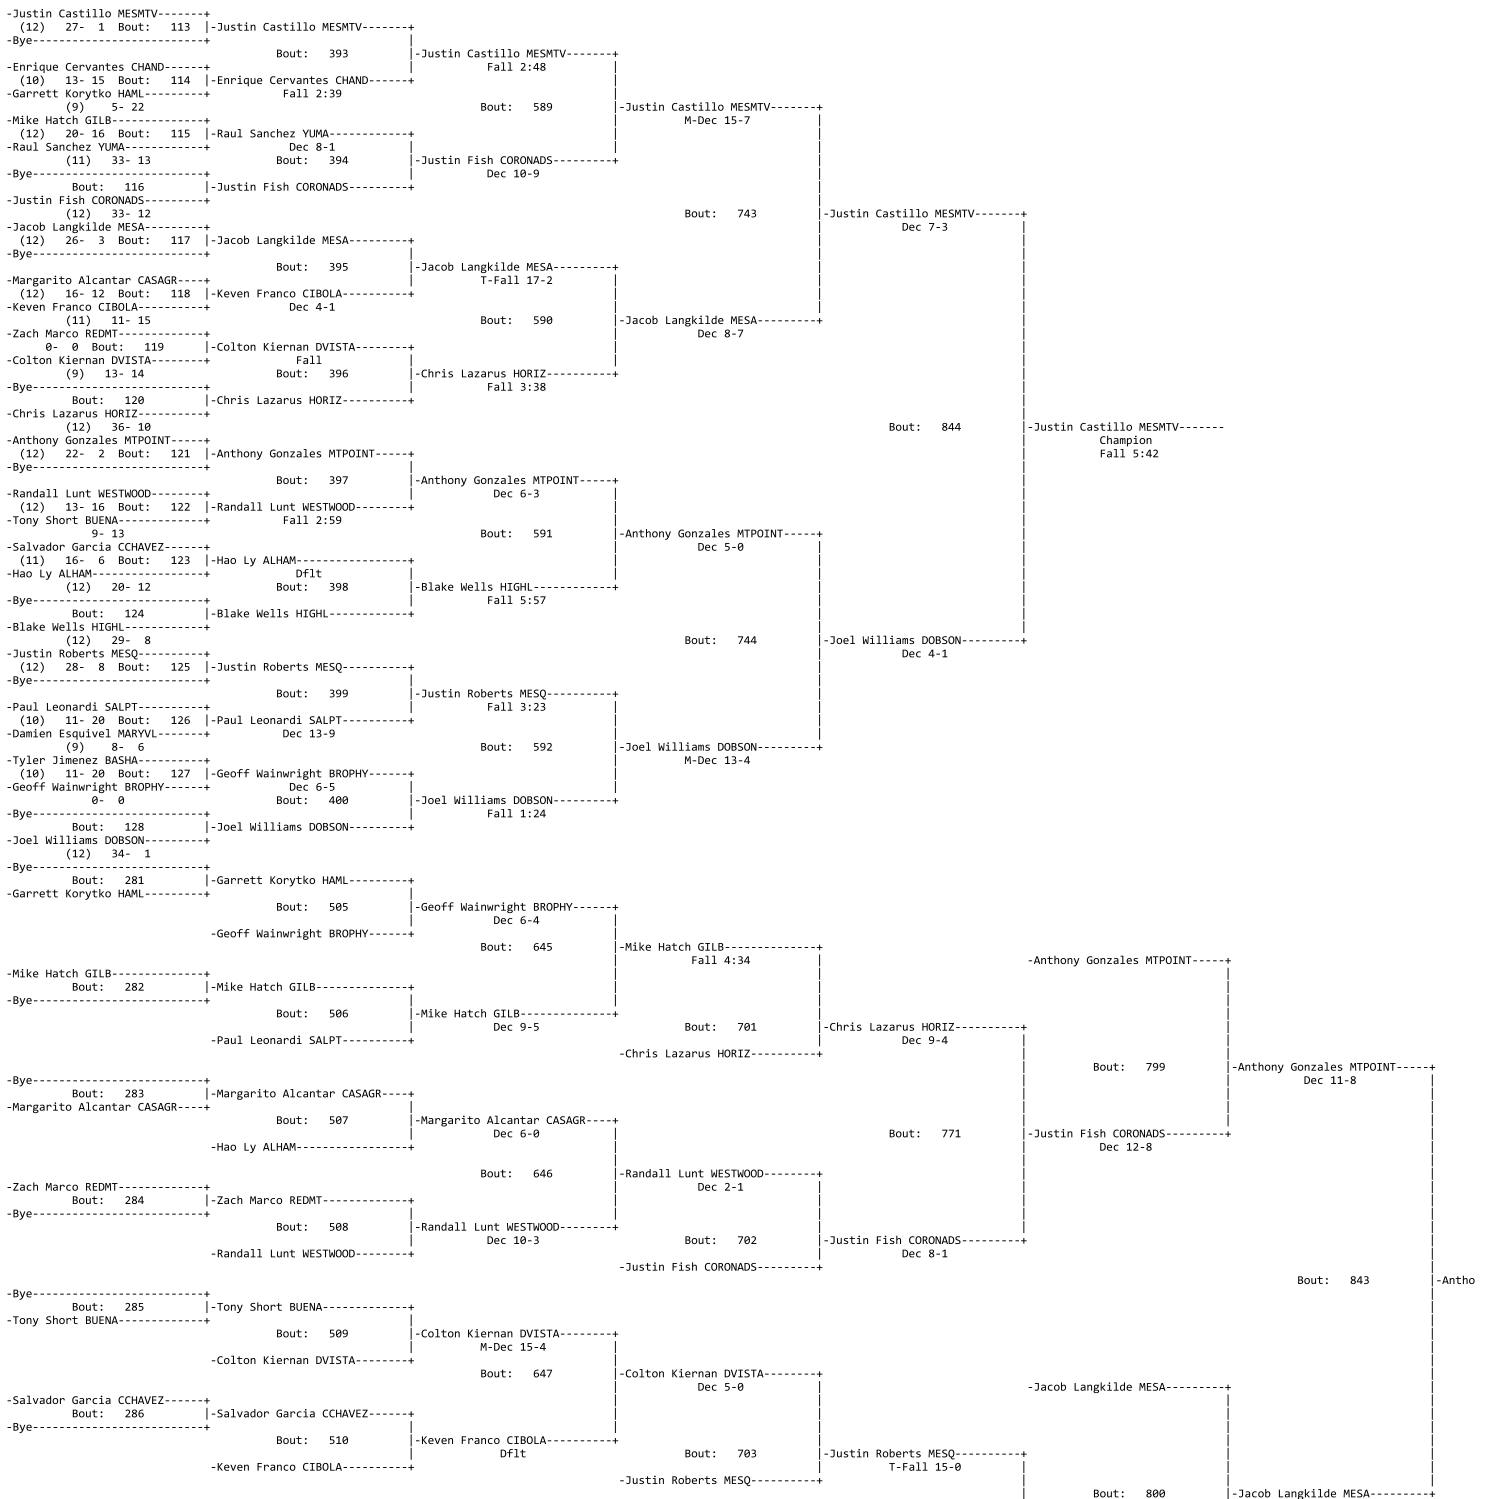 -Justin Castillo MESMTV-------+
(12) 27- 1 Bout: 113 |-Justin Castillo MESMTV-------+
-Bye--------------------------+ |
Bout: 393 |-Justin Castillo MESMTV-------+
-Enrique Cervantes CHAND------+ | Fall 2:48 |
(10) 13- 15 Bout: 114 |-Enrique Cervantes CHAND------+ |
-Garrett Korytko HAML---------+ Fall 2:39 |
(9) 5- 22 Bout: 589 |-Justin Castillo MESMTV-------+
-Mike Hatch GILB--------------+ | M-Dec 15-7 |
(12) 20- 16 Bout: 115 |-Raul Sanchez YUMA------------+ | |
-Raul Sanchez YUMA------------+ Dec 8-1 | | |
(11) 33- 13 Bout: 394 |-Justin Fish CORONADS---------+ |
-Bye--------------------------+ | Dec 10-9 |
Bout: 116 |-Justin Fish CORONADS---------+ |
-Justin Fish CORONADS---------+ |
(12) 33- 12 Bout: 743 |-Justin Castillo MESMTV-------+
-Jacob Langkilde MESA---------+ | Dec 7-3 |
(12) 26- 3 Bout: 117 |-Jacob Langkilde MESA---------+ | |
-Bye--------------------------+ | | |
Bout: 395 |-Jacob Langkilde MESA---------+ | |
-Margarito Alcantar CASAGR----+ | T-Fall 17-2 | | |
(12) 16- 12 Bout: 118 |-Keven Franco CIBOLA----------+ | | |
-Keven Franco CIBOLA----------+ Dec 4-1 | | |
(11) 11- 15 Bout: 590 |-Jacob Langkilde MESA---------+ |
-Zach Marco REDMT-------------+ | Dec 8-7 |
0- 0 Bout: 119 |-Colton Kiernan DVISTA--------+ | |
-Colton Kiernan DVISTA--------+ Fall | | |
(9) 13- 14 Bout: 396 |-Chris Lazarus HORIZ----------+ |
-Bye--------------------------+ | Fall 3:38 |
Bout: 120 |-Chris Lazarus HORIZ----------+ |
-Chris Lazarus HORIZ----------+ |
(12) 36- 10 Bout: 844 |-Justin Castillo MESMTV-------
-Anthony Gonzales MTPOINT-----+ | Champion
(12) 22- 2 Bout: 121 |-Anthony Gonzales MTPOINT-----+ | Fall 5:42
-Bye--------------------------+ | |
Bout: 397 |-Anthony Gonzales MTPOINT-----+ |
-Randall Lunt WESTWOOD--------+ | Dec 6-3 | |
(12) 13- 16 Bout: 122 |-Randall Lunt WESTWOOD--------+ | |
-Tony Short BUENA-------------+ Fall 2:59 | |
9- 13 Bout: 591 |-Anthony Gonzales MTPOINT-----+ |
-Salvador Garcia CCHAVEZ------+ | Dec 5-0 | |
(11) 16- 6 Bout: 123 |-Hao Ly ALHAM-----------------+ | | |
-Hao Ly ALHAM-----------------+ Dflt | | | |
(12) 20- 12 Bout: 398 |-Blake Wells HIGHL------------+ | |
-Bye--------------------------+ | Fall 5:57 | |
Bout: 124 |-Blake Wells HIGHL------------+ | |
-Blake Wells HIGHL------------+ | |
(12) 29- 8 Bout: 744 |-Joel Williams DOBSON---------+
-Justin Roberts MESQ----------+ | Dec 4-1
(12) 28- 8 Bout: 125 |-Justin Roberts MESQ----------+ |
-Bye--------------------------+ | |
Bout: 399 |-Justin Roberts MESQ----------+ |
-Paul Leonardi SALPT----------+ | Fall 3:23 | |
(10) 11- 20 Bout: 126 |-Paul Leonardi SALPT----------+ | |
-Damien Esquivel MARYVL-------+ Dec 13-9 | |
(9) 8- 6 Bout: 592 |-Joel Williams DOBSON---------+
-Tyler Jimenez BASHA----------+ | M-Dec 13-4
(10) 11- 20 Bout: 127 |-Geoff Wainwright BROPHY------+ |
-Geoff Wainwright BROPHY------+ Dec 6-5 | |
0- 0 Bout: 400 |-Joel Williams DOBSON---------+
-Bye--------------------------+ | Fall 1:24
Bout: 128 |-Joel Williams DOBSON---------+
-Joel Williams DOBSON---------+
(12) 34- 1
-Bye--------------------------+
Bout: 281 |-Garrett Korytko HAML---------+
-Garrett Korytko HAML---------+ |
Bout: 505 |-Geoff Wainwright BROPHY------+
| Dec 6-4 |
-Geoff Wainwright BROPHY------+ |
Bout: 645 |-Mike Hatch GILB--------------+
| Fall 4:34 | -Anthony Gonzales MTPOINT-----+
-Mike Hatch GILB--------------+ | | |
Bout: 282 |-Mike Hatch GILB--------------+ | | |
-Bye--------------------------+ | | | |
Bout: 506 |-Mike Hatch GILB--------------+ | |
| Dec 9-5 Bout: 701 |-Chris Lazarus HORIZ----------+ |
-Paul Leonardi SALPT----------+ | Dec 9-4 | |
-Chris Lazarus HORIZ----------+ | |
| Bout: 799 |-Anthony Gonzales MTPOINT-----+
-Bye--------------------------+ | | Dec 11-8 |
Bout: 283 |-Margarito Alcantar CASAGR----+ | | |
-Margarito Alcantar CASAGR----+ | | | |
Bout: 507 |-Margarito Alcantar CASAGR----+ | | |
| Dec 6-0 | Bout: 771 |-Justin Fish CORONADS---------+ |
-Hao Ly ALHAM-----------------+ | | Dec 12-8 |
Bout: 646 |-Randall Lunt WESTWOOD--------+ | |
-Zach Marco REDMT-------------+ | Dec 2-1 | | |
Bout: 284 |-Zach Marco REDMT-------------+ | | | |
-Bye--------------------------+ | | | | |
Bout: 508 |-Randall Lunt WESTWOOD--------+ | | |
| Dec 10-3 Bout: 702 |-Justin Fish CORONADS---------+ |
-Randall Lunt WESTWOOD--------+ | Dec 8-1 |
-Justin Fish CORONADS---------+ |
Bout: 843 |-Antho
-Bye--------------------------+ |
Bout: 285 |-Tony Short BUENA-------------+ |
-Tony Short BUENA-------------+ | |
Bout: 509 |-Colton Kiernan DVISTA--------+ |
| M-Dec 15-4 | |
-Colton Kiernan DVISTA--------+ | |
Bout: 647 |-Colton Kiernan DVISTA--------+ |
| Dec 5-0 | -Jacob Langkilde MESA---------+ |
-Salvador Garcia CCHAVEZ------+ | | | |
Bout: 286 |-Salvador Garcia CCHAVEZ------+ | | | |
-Bye--------------------------+ | | | | |
Bout: 510 |-Keven Franco CIBOLA----------+ | | |
| Dflt Bout: 703 |-Justin Roberts MESQ----------+ | |
-Keven Franco CIBOLA----------+ | T-Fall 15-0 | | |
-Justin Roberts MESQ----------+ | | |
| Bout: 800 |-Jacob Langkilde MESA---------+